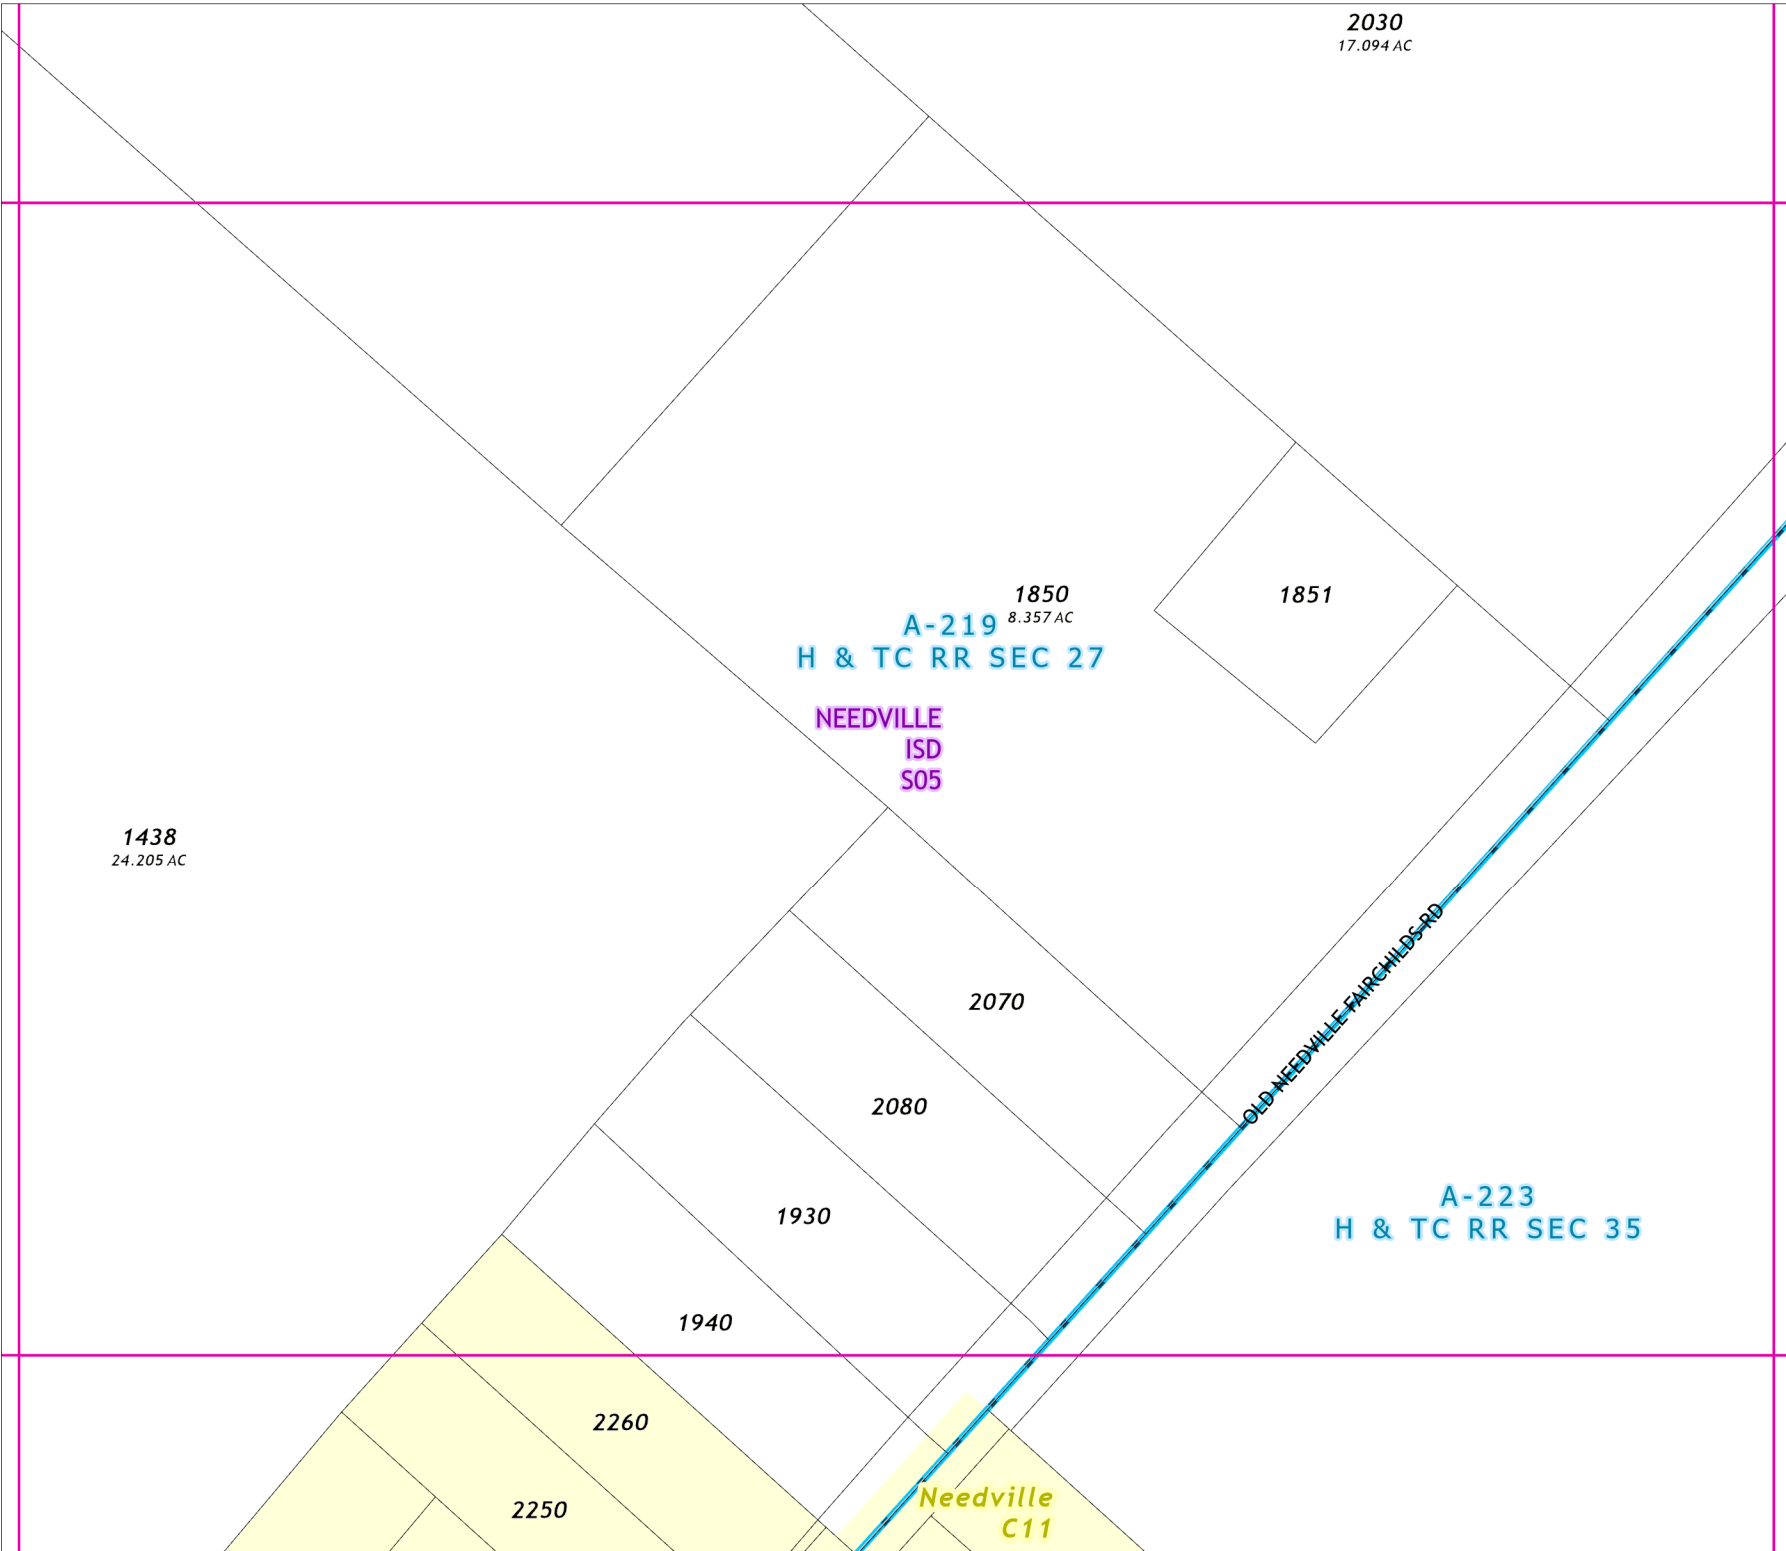 2030
17.094 AC
1850
8.357 AC
1851
A-219
H & TC RR SEC 27
NEEDVILLE
ISD
S05
1438
24.205 AC
2070
OLD NEEDVILLE FAIRCHILDS RD
2080
A-223
H & TC RR SEC 35
1930
1940
2260
2250
Needville
C11